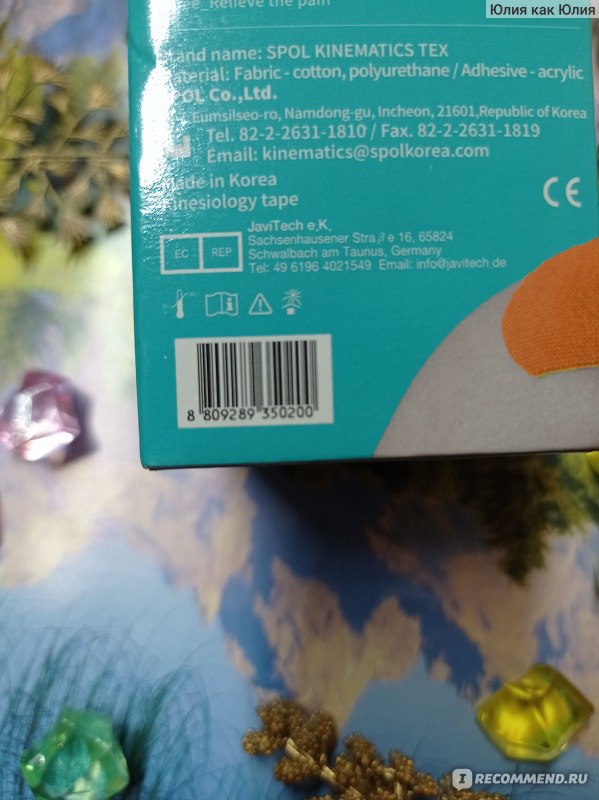 Юлия как Юлия
Relieve the pain
and name: SPOL KINEMATICS TEX
aterial: Fabric - cotton, polyurethane / Adhesive - acrylic
POL Co.,Ltd.
Eumsilseo-ro, Namdong-gu, Incheon, 21601,Republic of Korea
Tel. 82-2-2631-1810 / Fax. 82-2-2631-1819
Email: kinematics@spolkorea.com
ade in Korea
inesiology tape
CE
EC REP
JaviTech e.K.
Sachsenhausener Straβe 16, 65824
Schwalbach am Taunus, Germany
Tel: 49 6196 4021549 Email: info@javitech.de
8 809289 350200
I RECOMMEND.RU